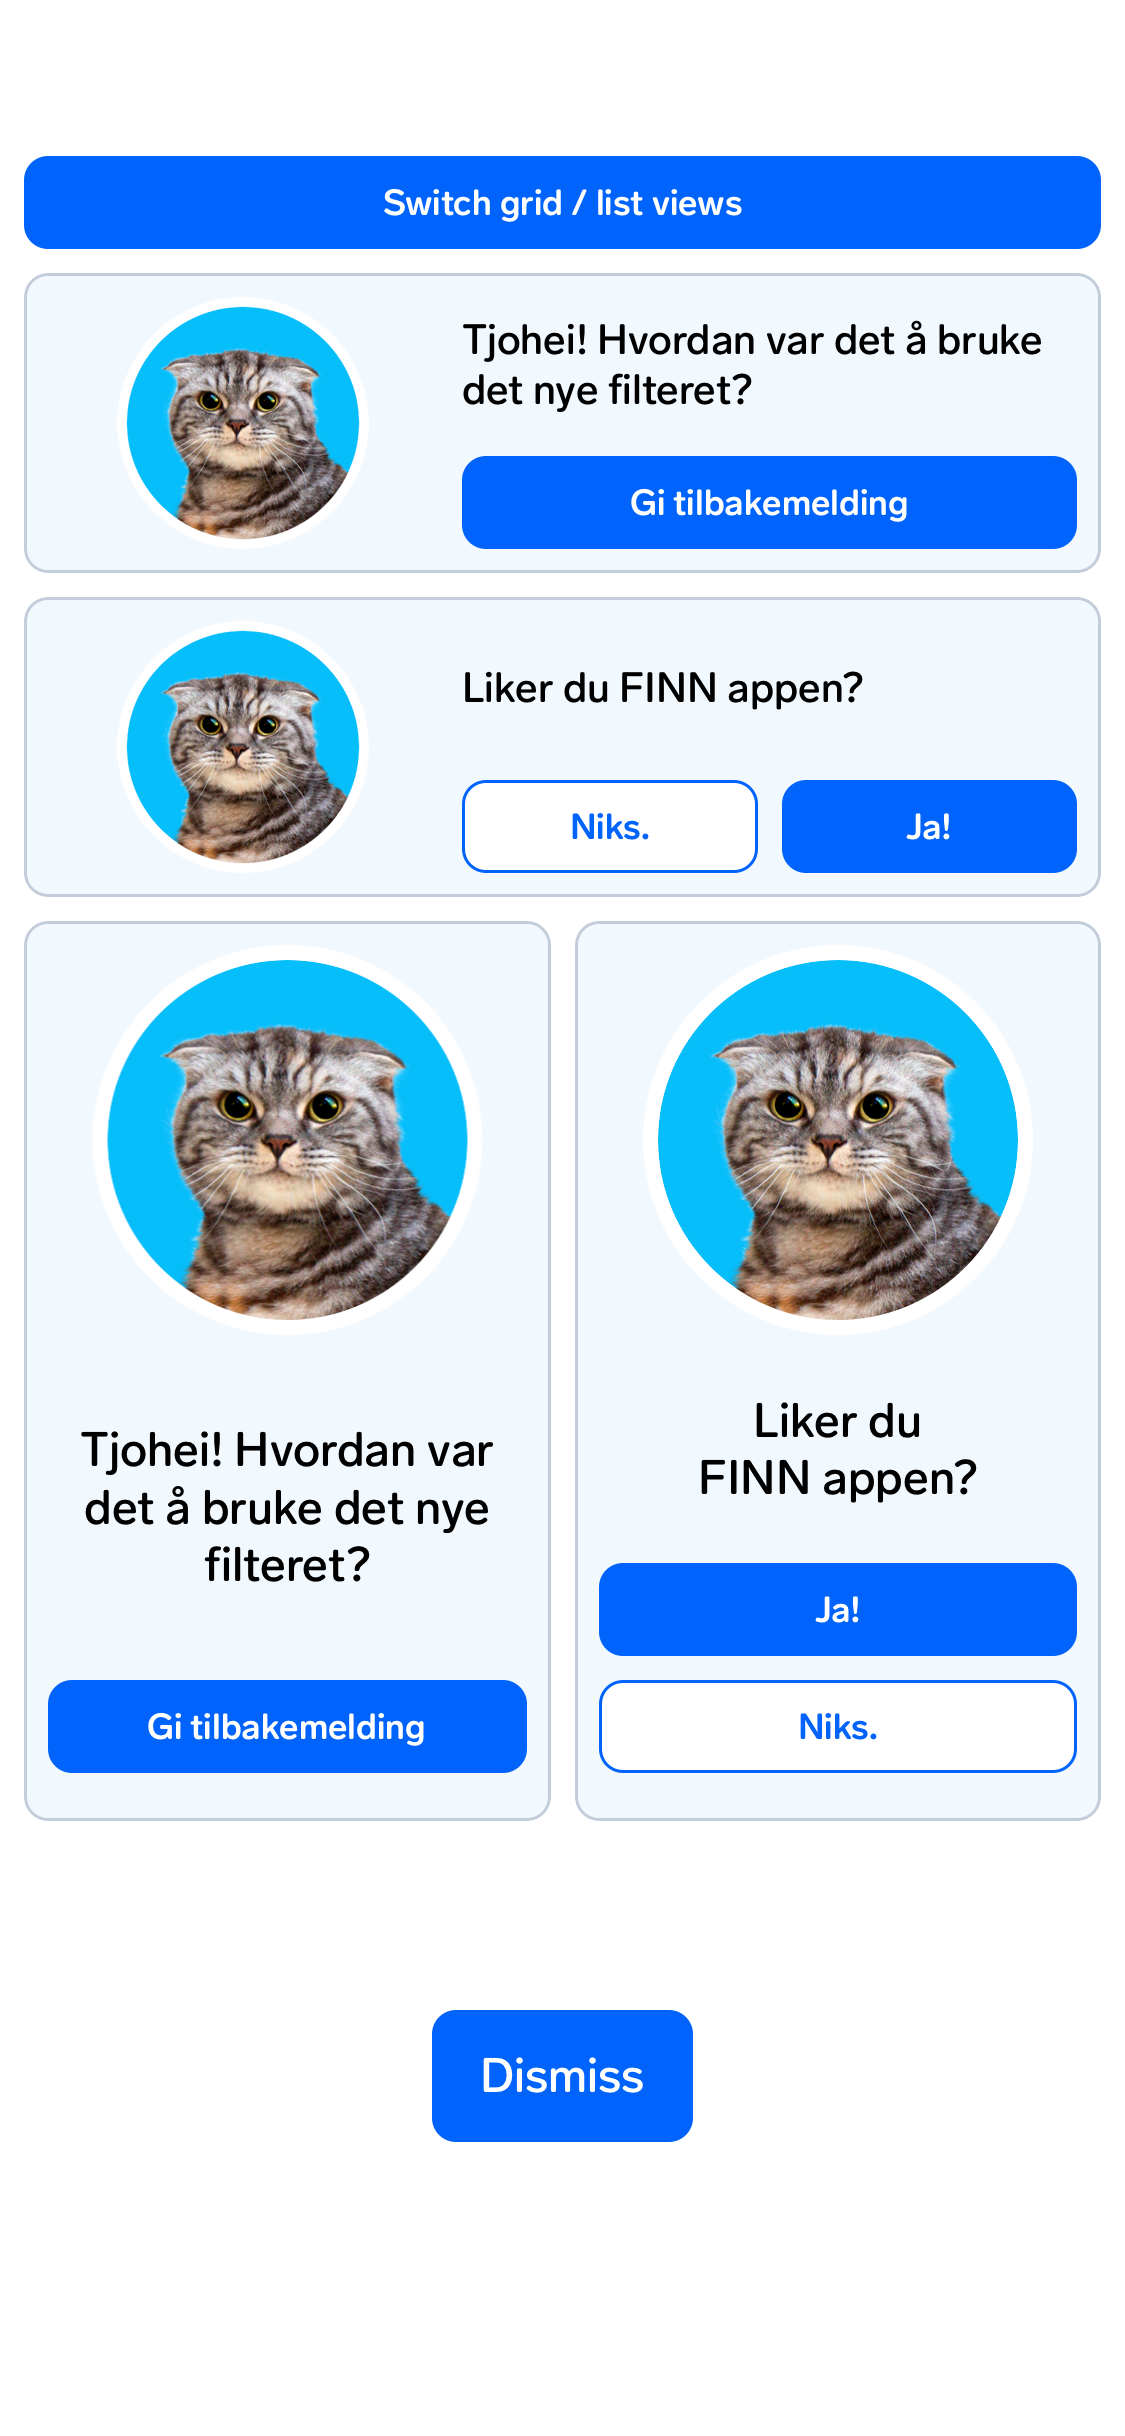 Switch grid / list views
Tjohei! Hvordan var det å bruke
det nye filteret?
Gi tilbakemelding
Liker du FINN appen?
Niks.
Ja!
Tjohei! Hvordan var
det å bruke det nye
filteret?
Gi tilbakemelding
Liker du
FINN appen?
Ja!
Niks.
Dismiss